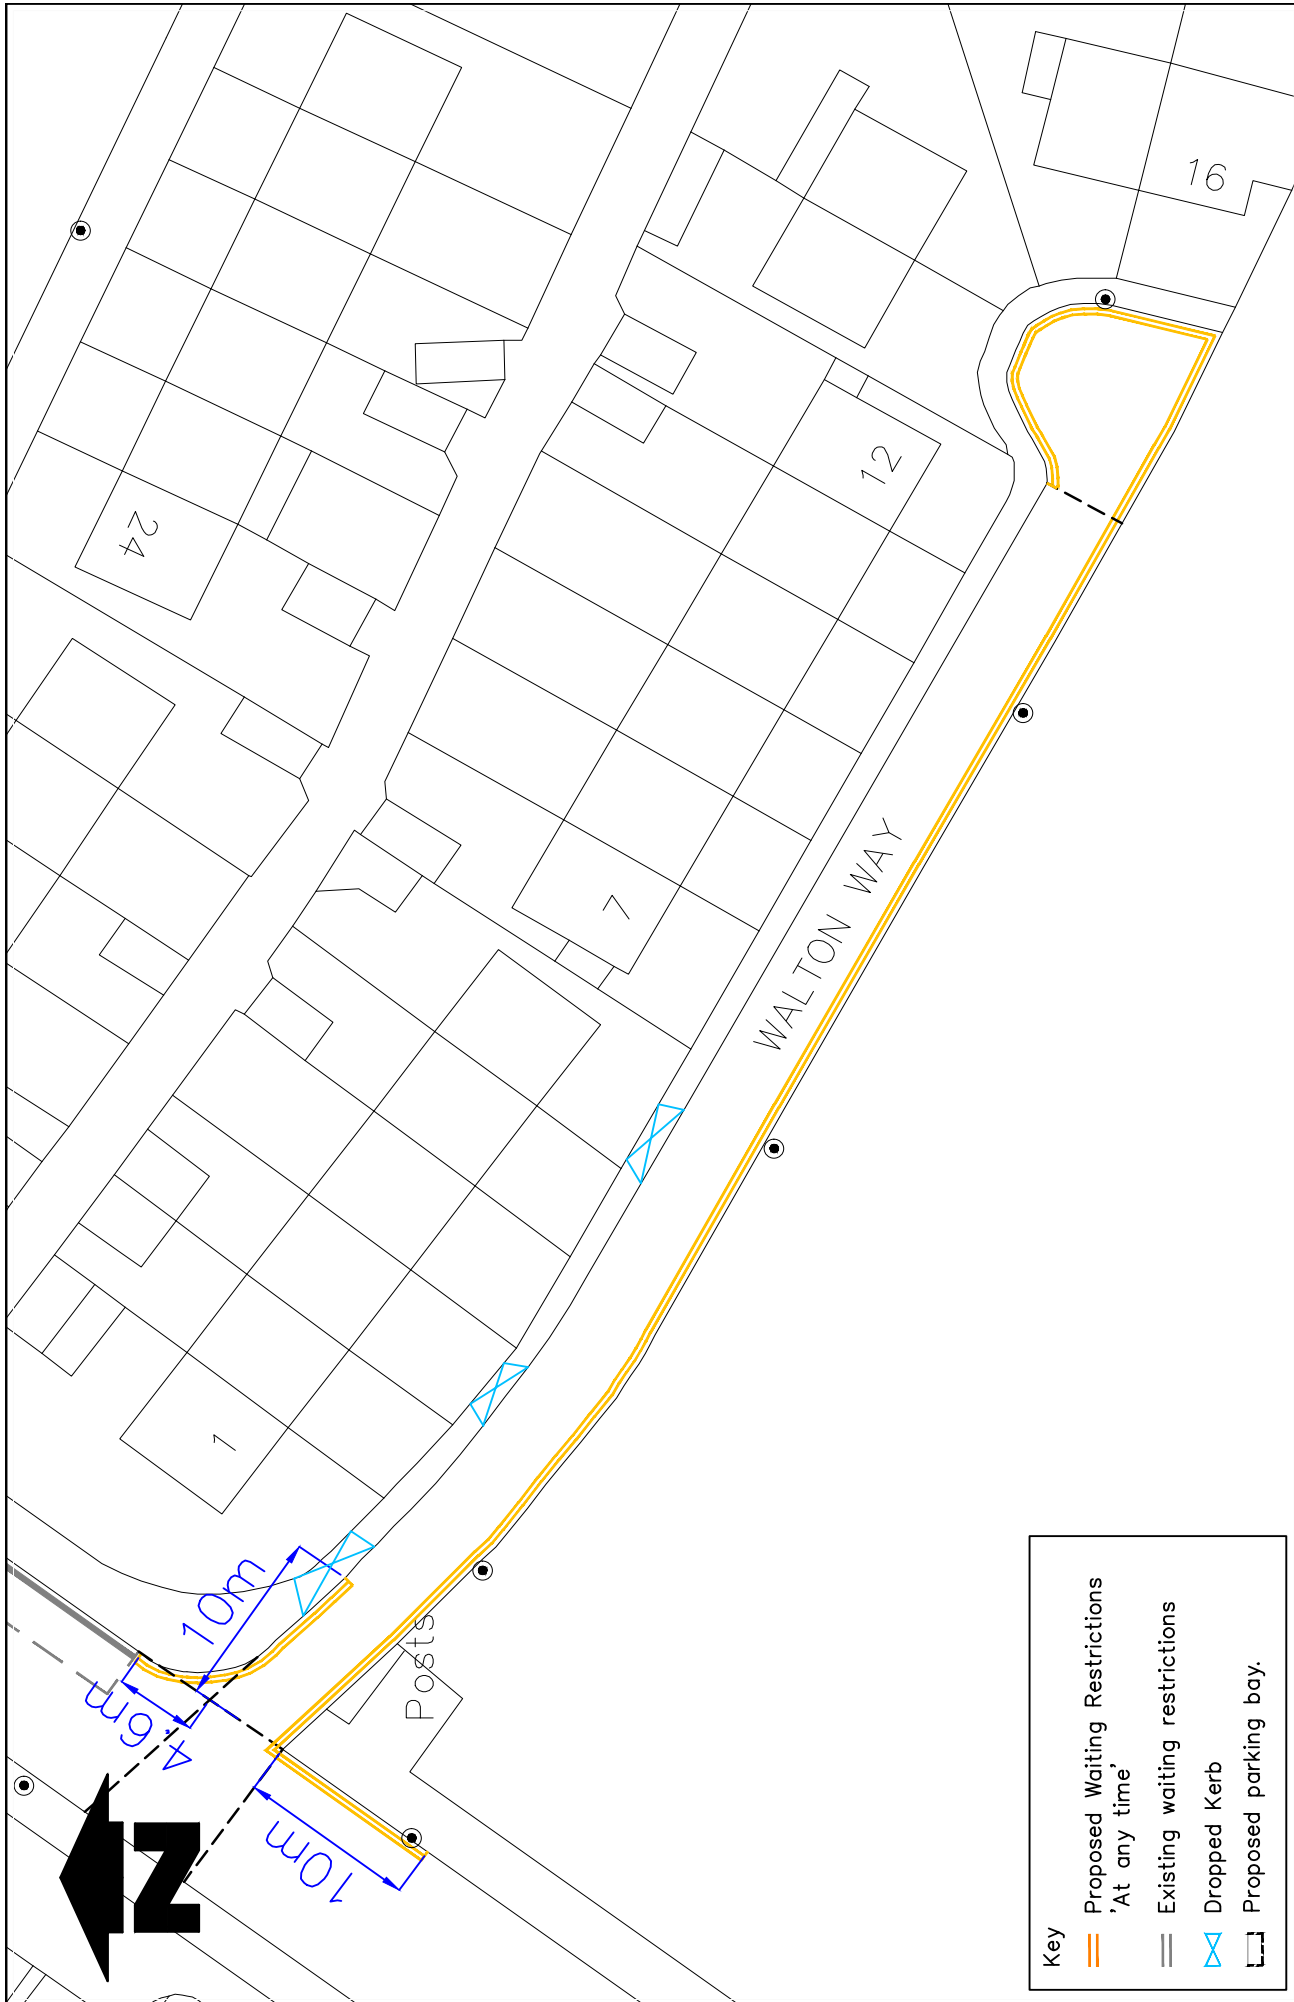 24
16
12
7
WALTON WAY
1
10m
4.6m
Posts
10m
N
Key
Proposed Waiting Restrictions
'At any time'
Existing waiting restrictions
Dropped Kerb
Proposed parking bay.